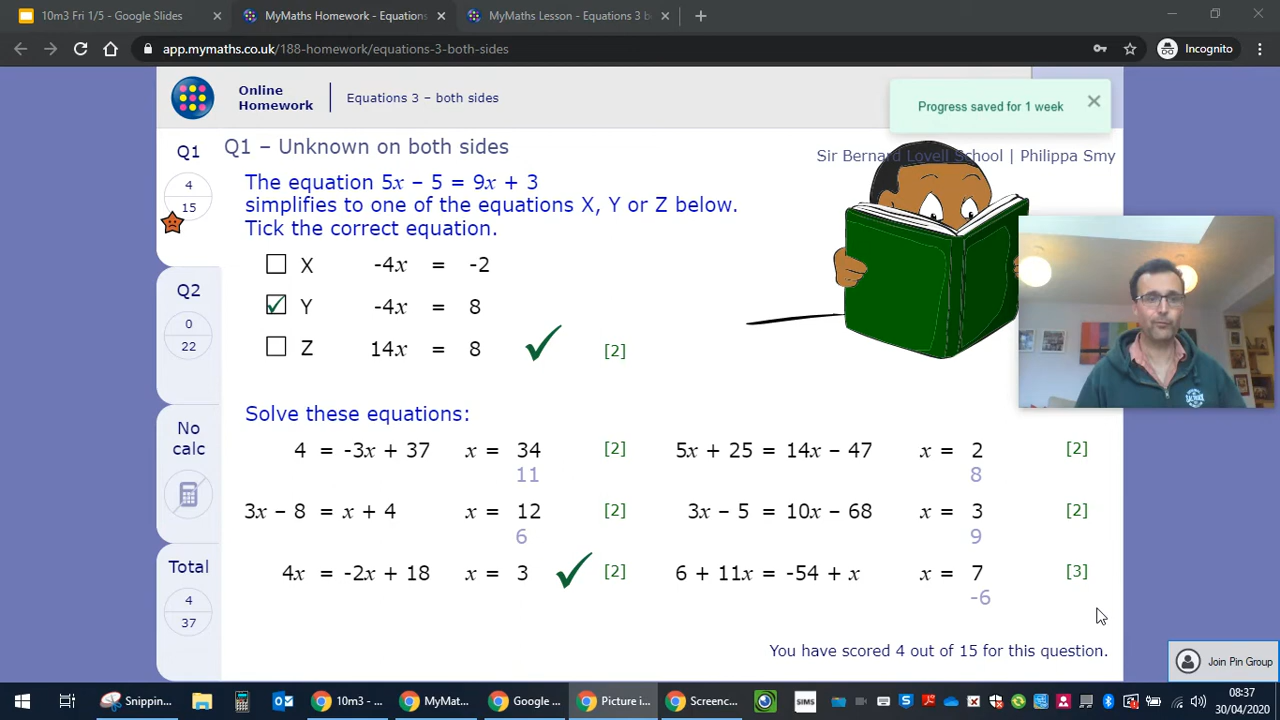 10m3 Fri 1/5 - Google Slides
MyMaths Homework - Equations
MyMaths Lesson - Equations 3 b
app.mymaths.co.uk/188-homework/equations-3-both-sides
Incognito
Online
Homework
Equations 3 – both sides
Progress saved for 1 week
Sir Bernard Lovell School | Philippa Smy
Q1
4
15
Q2
0
22
No
calc
Total
4
37
Q1 – Unknown on both sides
The equation 5x – 5 = 9x + 3
simplifies to one of the equations X, Y or Z below.
Tick the correct equation.
X -4x = -2
Y -4x = 8
Z 14x = 8 [2]
Solve these equations:
4 = -3x + 37 x = 34 [2]
11
5x + 25 = 14x – 47 x = 2 [2]
8
3x – 8 = x + 4 x = 12 [2]
6
3x – 5 = 10x – 68 x = 3 [2]
9
4x = -2x + 18 x = 3 [2]
6 + 11x = -54 + x x = 7 [3]
-6
You have scored 4 out of 15 for this question.
Join Pin Group
Snippin...
10m3 - ...
MyMat...
Google ...
Picture i...
Screenc...
SIMS
08:37
30/04/2020